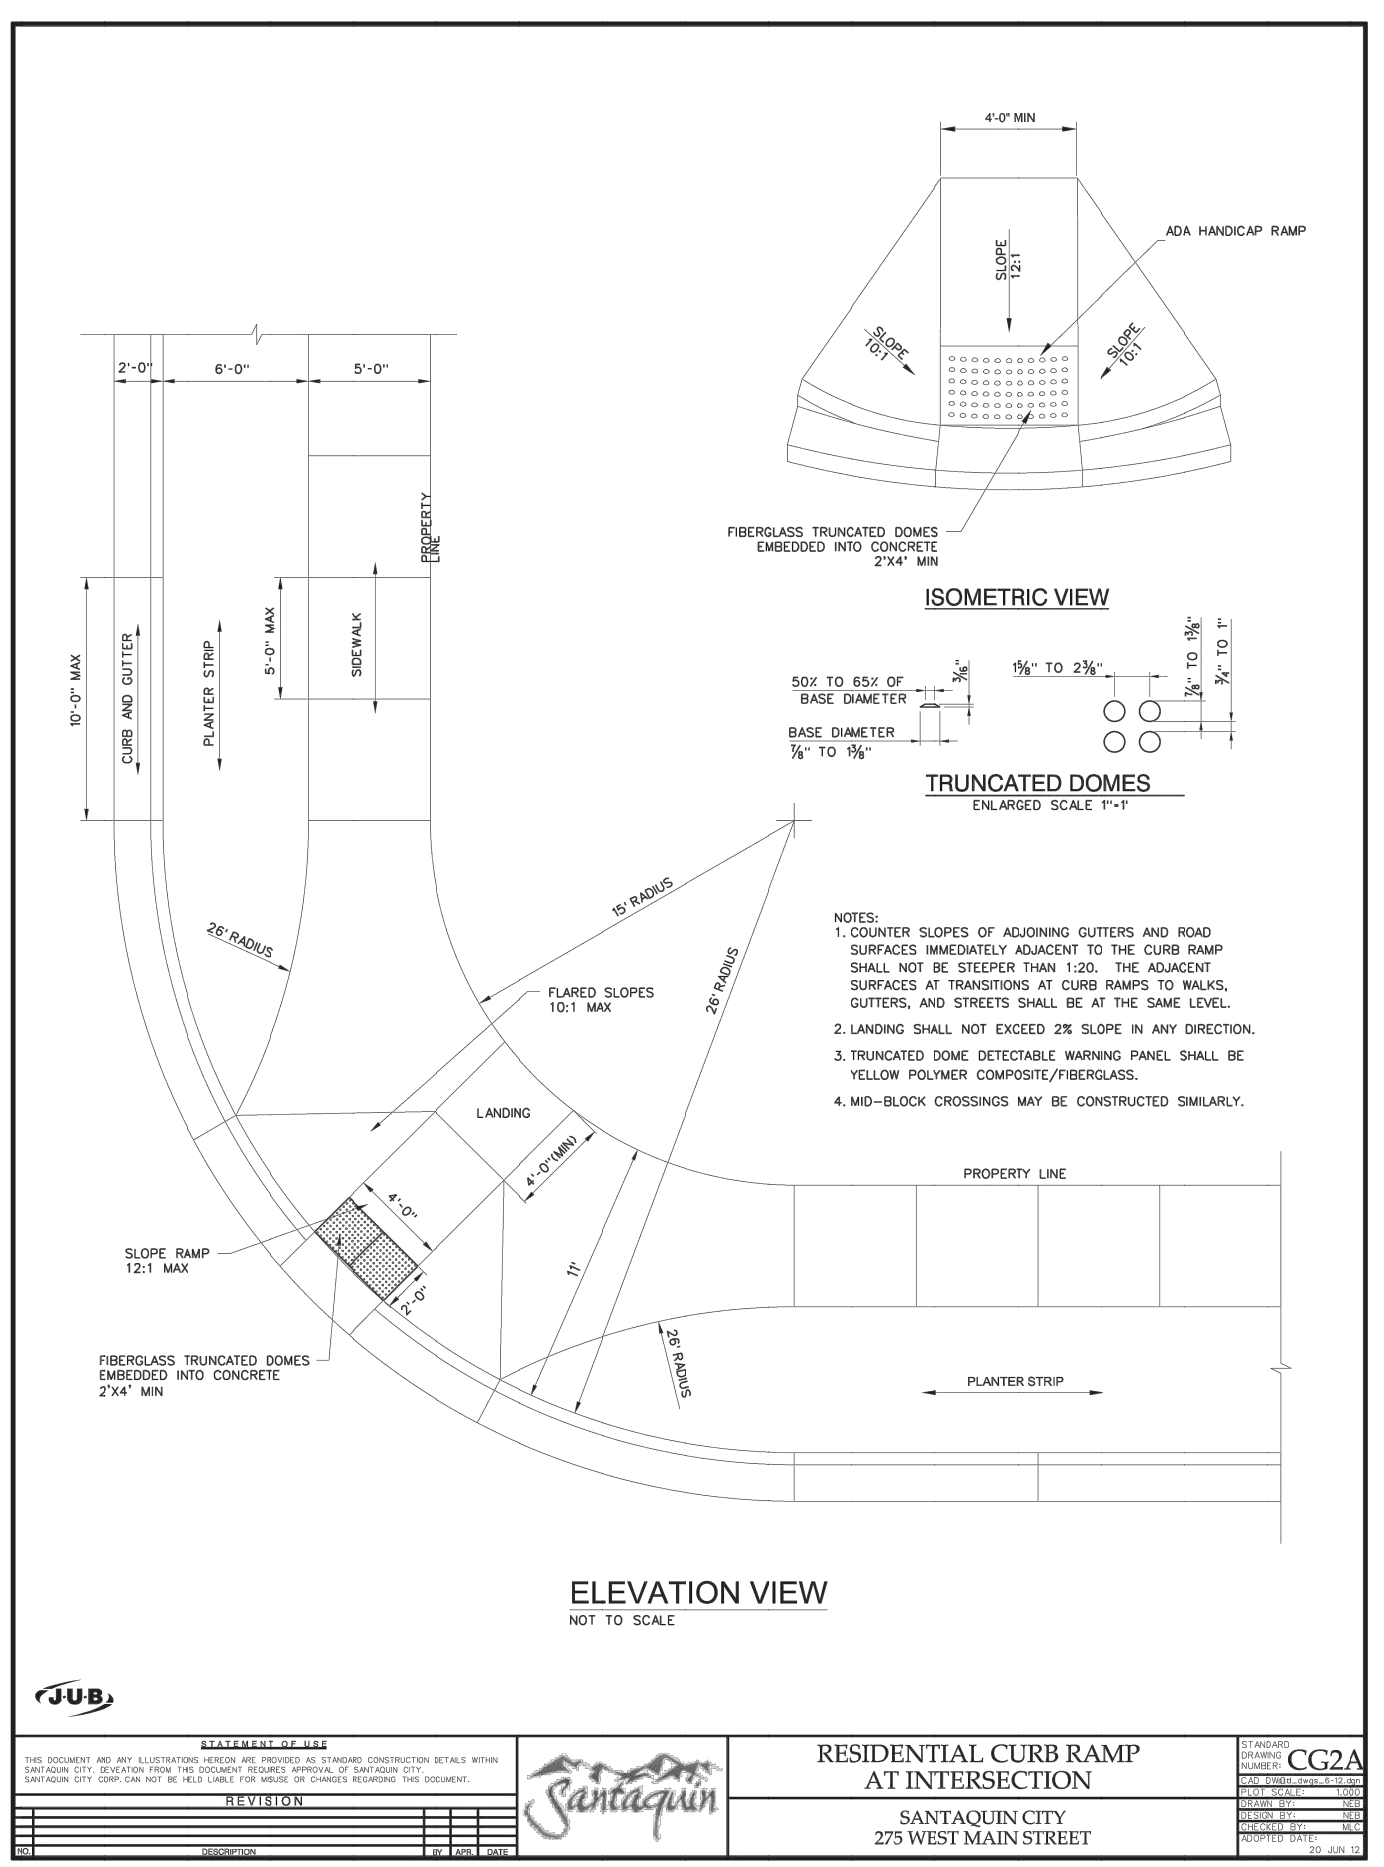 4'-0" MIN
ADA HANDICAP RAMP
SLOPE
12:1
SLOPE
10:1
SLOPE
10:1
FIBERGLASS TRUNCATED DOMES
EMBEDDED INTO CONCRETE
2'X4' MIN
ISOMETRIC VIEW
2'-0"
6'-0"
5'-0"
PROPERTY
LINE
10'-0" MAX
CURB AND GUTTER
PLANTER STRIP
5'-0" MAX
SIDEWALK
50% TO 65% OF
BASE DIAMETER
3/16"
BASE DIAMETER
7/8" TO 1 3/8"
1 5/8" TO 2 3/8"
7/8" TO 1 3/8"
3/4" TO 1"
TRUNCATED DOMES
ENLARGED SCALE 1"=1'
26' RADIUS
15' RADIUS
26' RADIUS
FLARED SLOPES
10:1 MAX
LANDING
4'-0"(MIN)
4'-0"
2'-0"
11'
SLOPE RAMP
12:1 MAX
FIBERGLASS TRUNCATED DOMES
EMBEDDED INTO CONCRETE
2'X4' MIN
26' RADIUS
NOTES:
1. COUNTER SLOPES OF ADJOINING GUTTERS AND ROAD
SURFACES IMMEDIATELY ADJACENT TO THE CURB RAMP
SHALL NOT BE STEEPER THAN 1:20. THE ADJACENT
SURFACES AT TRANSITIONS AT CURB RAMPS TO WALKS,
GUTTERS, AND STREETS SHALL BE AT THE SAME LEVEL.
2. LANDING SHALL NOT EXCEED 2% SLOPE IN ANY DIRECTION.
3. TRUNCATED DOME DETECTABLE WARNING PANEL SHALL BE
YELLOW POLYMER COMPOSITE/FIBERGLASS.
4. MID-BLOCK CROSSINGS MAY BE CONSTRUCTED SIMILARLY.
PROPERTY LINE
PLANTER STRIP
ELEVATION VIEW
NOT TO SCALE
J-U-B
STATEMENT OF USE
THIS DOCUMENT AND ANY ILLUSTRATIONS HEREON ARE PROVIDED AS STANDARD CONSTRUCTION DETAILS WITHIN
SANTAQUIN CITY. DEVEATION FROM THIS DOCUMENT REQUIRES APPROVAL OF SANTAQUIN CITY.
SANTAQUIN CITY CORP. CAN NOT BE HELD LIABLE FOR MISUSE OR CHANGES REGARDING THIS DOCUMENT.
REVISION
NO. DESCRIPTION BY APR. DATE
Santaquin
RESIDENTIAL CURB RAMP
AT INTERSECTION
SANTAQUIN CITY
275 WEST MAIN STREET
STANDARD
DRAWING
NUMBER: CG2A
CAD DWG:
PLOT SCALE: 1.000
DRAWN BY: NEB
DESIGN BY: NEB
CHECKED BY: MLC
ADOPTED DATE:
20 JUN 12